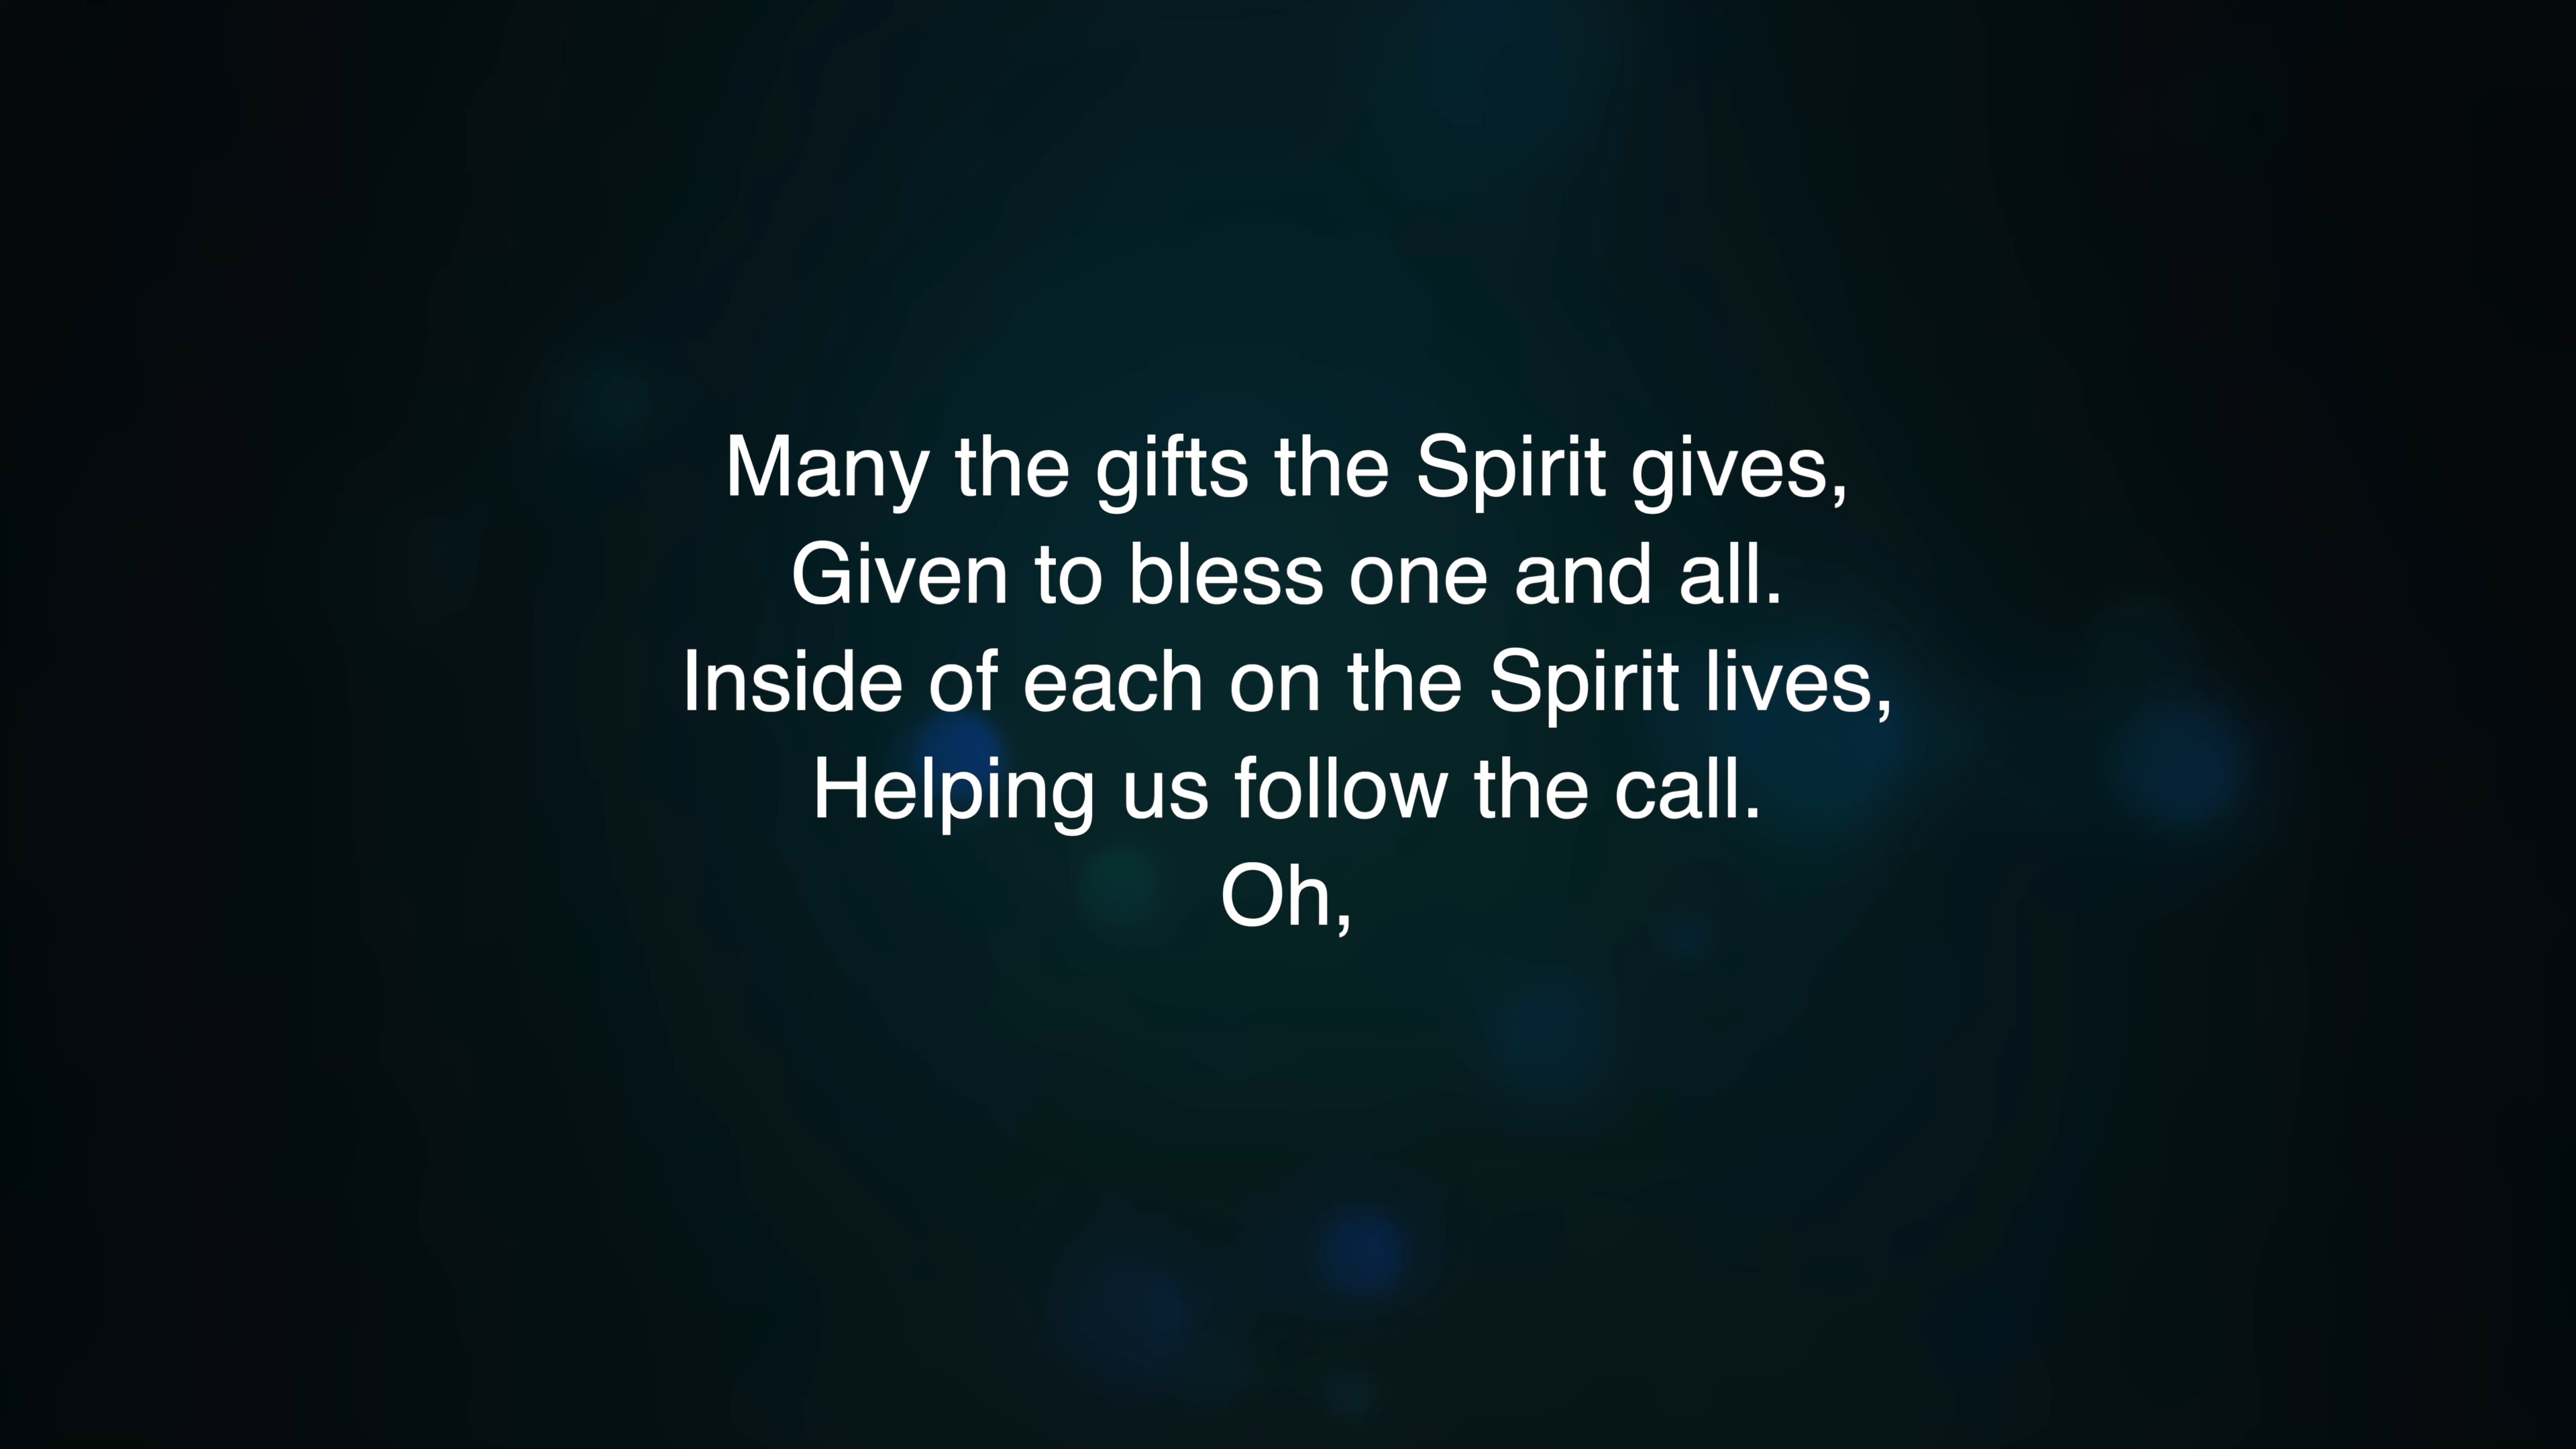 Many the gifts the Spirit gives,
Given to bless one and all.
Inside of each on the Spirit lives,
Helping us follow the call.
Oh,